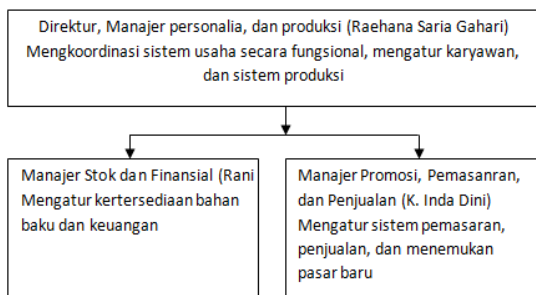 Direktur, Manajer personalia, dan produksi (Raehana Saria Gahari)
Mengkoordinasi sistem usaha secara fungsional, mengatur karyawan,
dan sistem produksi
Manajer Stok dan Finansial (Rani
Mengatur kertersediaan bahan
baku dan keuangan
Manajer Promosi, Pemasanran,
dan Penjualan (K. Inda Dini)
Mengatur sistem pemasaran,
penjualan, dan menemukan
pasar baru